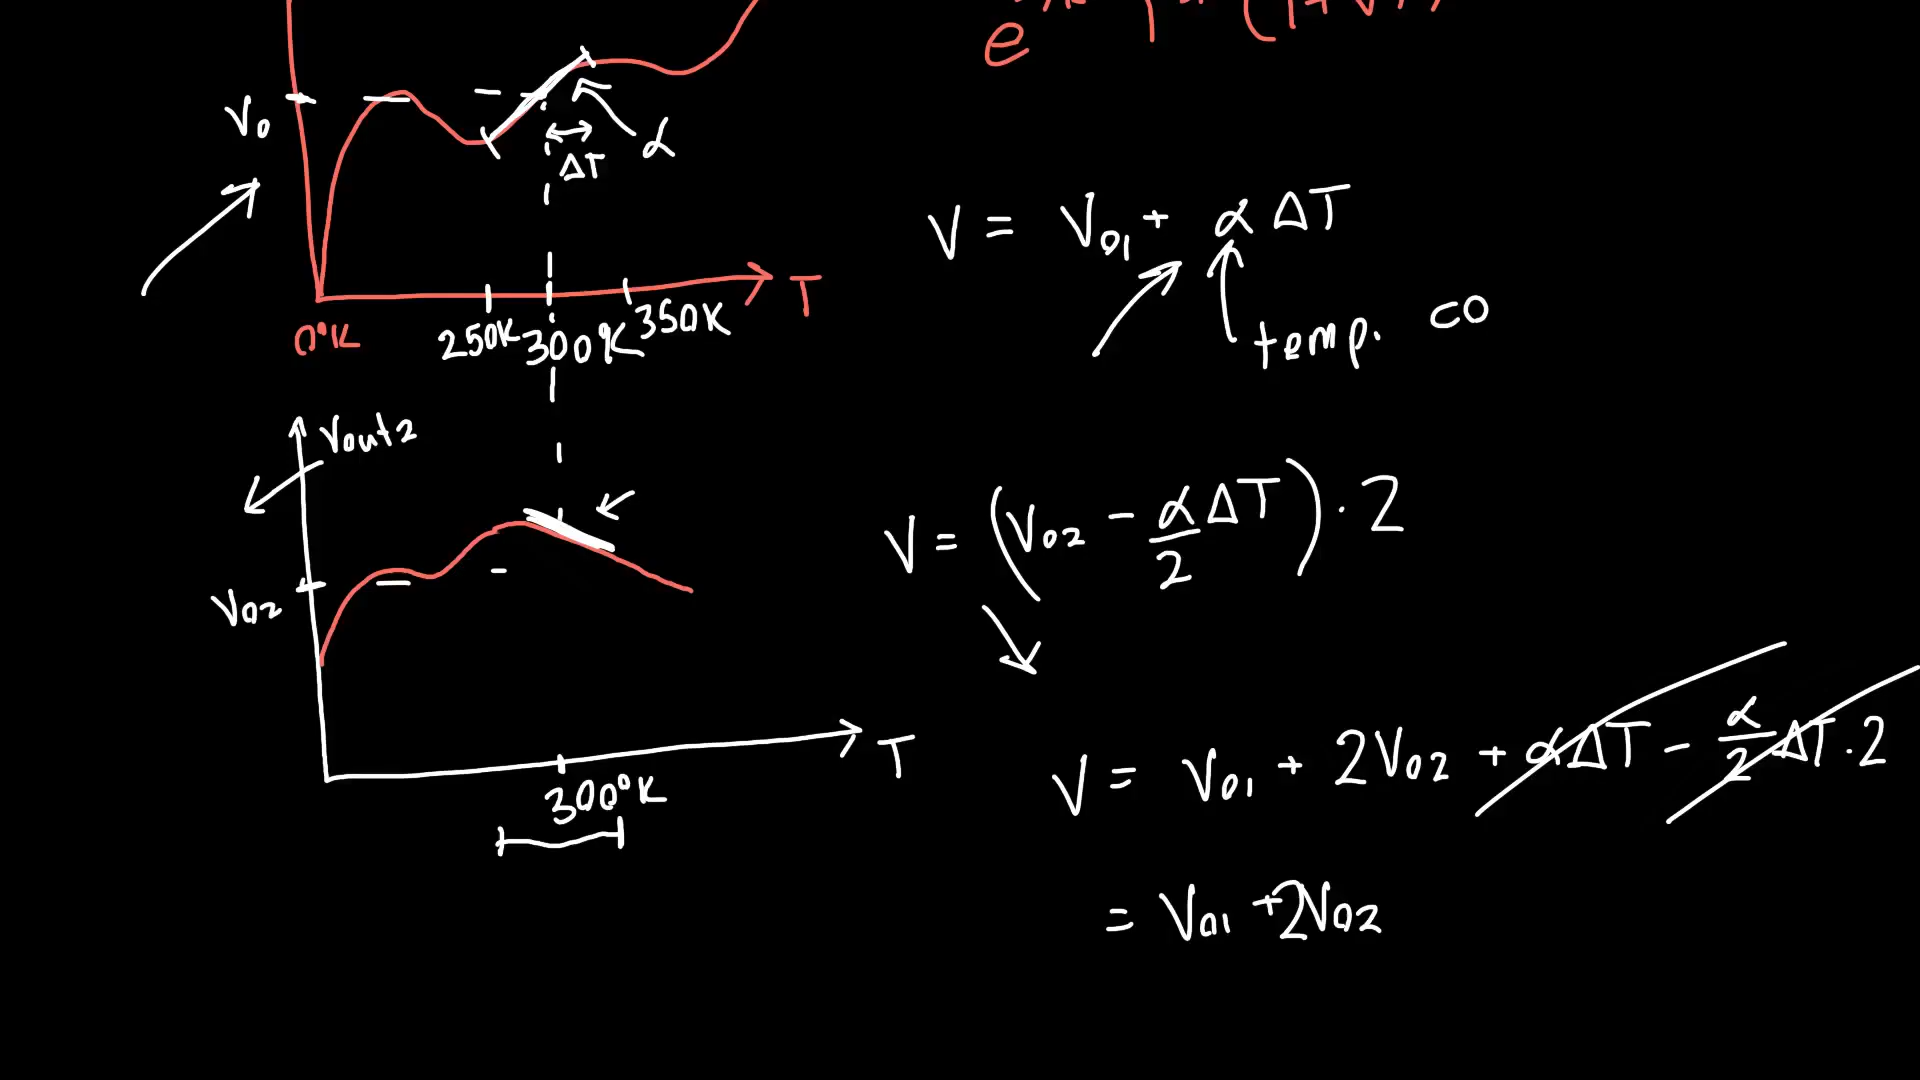 V₀
α
ΔT
T
0°K
250K
300°K
350K
V = V₀₁ + α ΔT
temp. co
Vout2
V₀₂
V = (V₀₂ - α/2 ΔT) · 2
T
300°K
V = V₀₁ + 2V₀₂ + αΔT - α/2 ΔT · 2
= V₀₁ + 2V₀₂